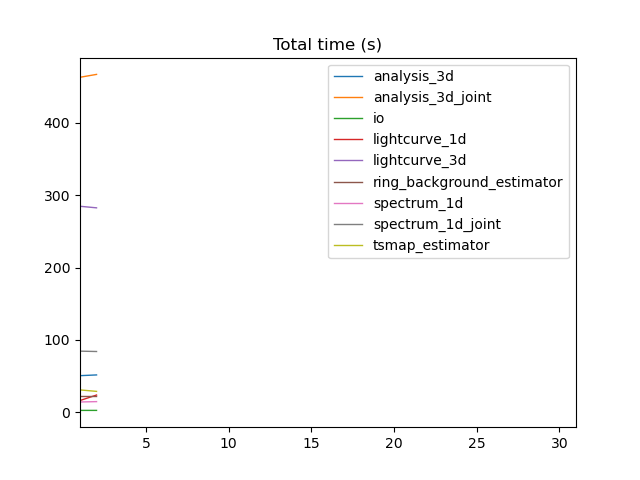 Total time (s)
analysis_3d
analysis_3d_joint
io
lightcurve_1d
lightcurve_3d
ring_background_estimator
spectrum_1d
spectrum_1d_joint
tsmap_estimator
400
300
200
100
0
5 10 15 20 25 30